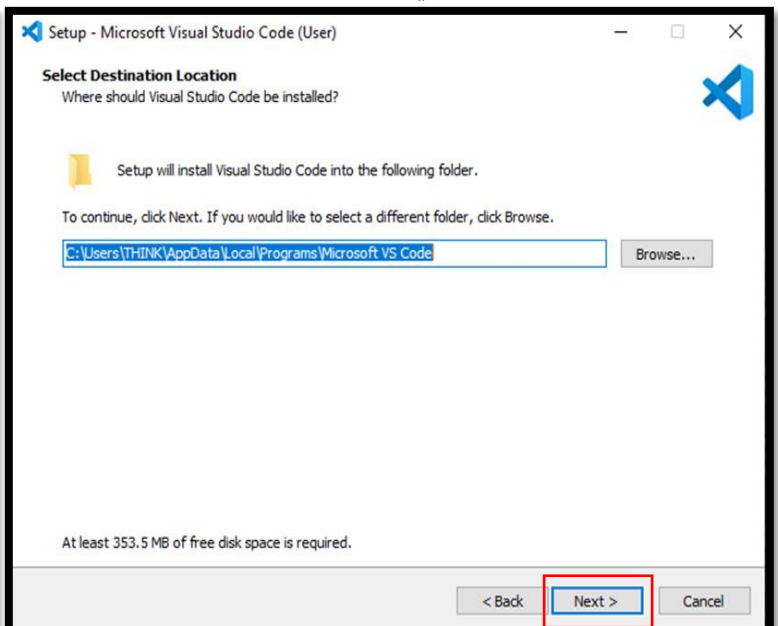 Setup - Microsoft Visual Studio Code (User)
Select Destination Location
Where should Visual Studio Code be installed?
Setup will install Visual Studio Code into the following folder.
To continue, click Next. If you would like to select a different folder, click Browse.
C:\Users\THINK\AppData\Local\Programs\Microsoft VS Code
Browse...
At least 353.5 MB of free disk space is required.
< Back
Next >
Cancel